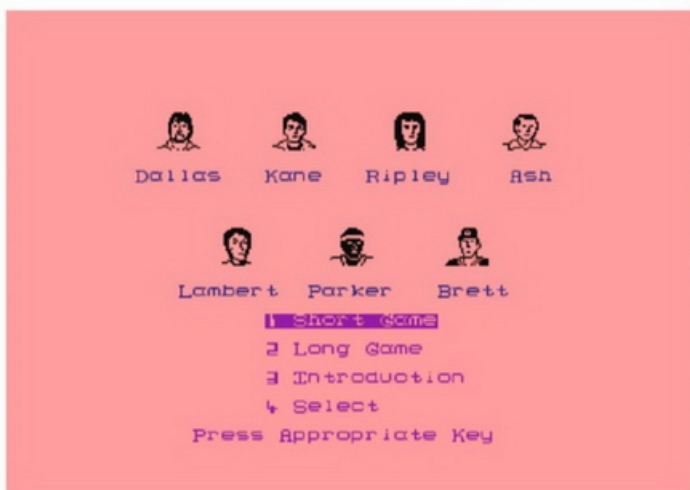 Dallas Kane Ripley Ash
Lambert Parker Brett
1 Short Game
2 Long Game
3 Introduction
4 Select
Press Appropriate Key